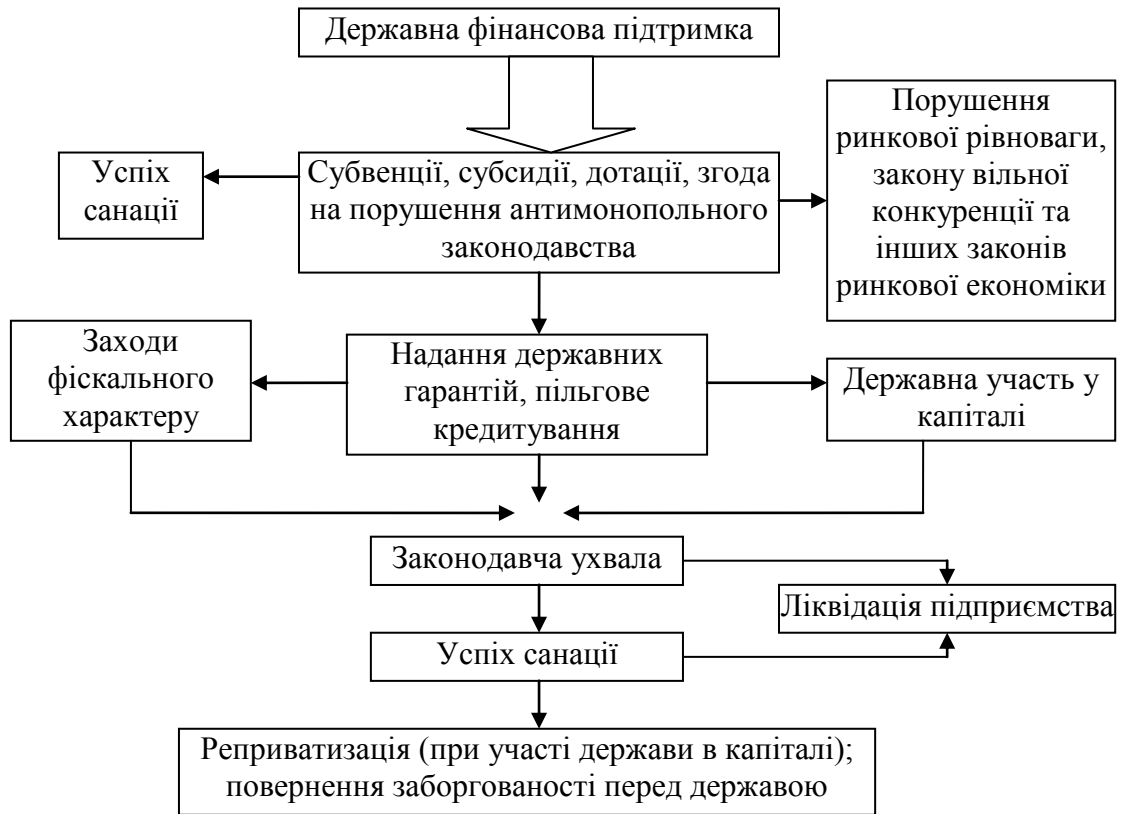 Державна фінансова підтримка
Порушення
ринкової рівноваги,
закону вільної
конкуренції та
інших законів
ринкової економіки
Успіх
санації
Субвенції, субсидії, дотації, згода
на порушення антимонопольного
законодавства
Заходи
фіскального
характеру
Надання державних
гарантій, пільгове
кредитування
Державна участь у
капіталі
Законодавча ухвала
Ліквідація підприємства
Успіх санації
Реприватизація (при участі держави в капіталі);
повернення заборгованості перед державою